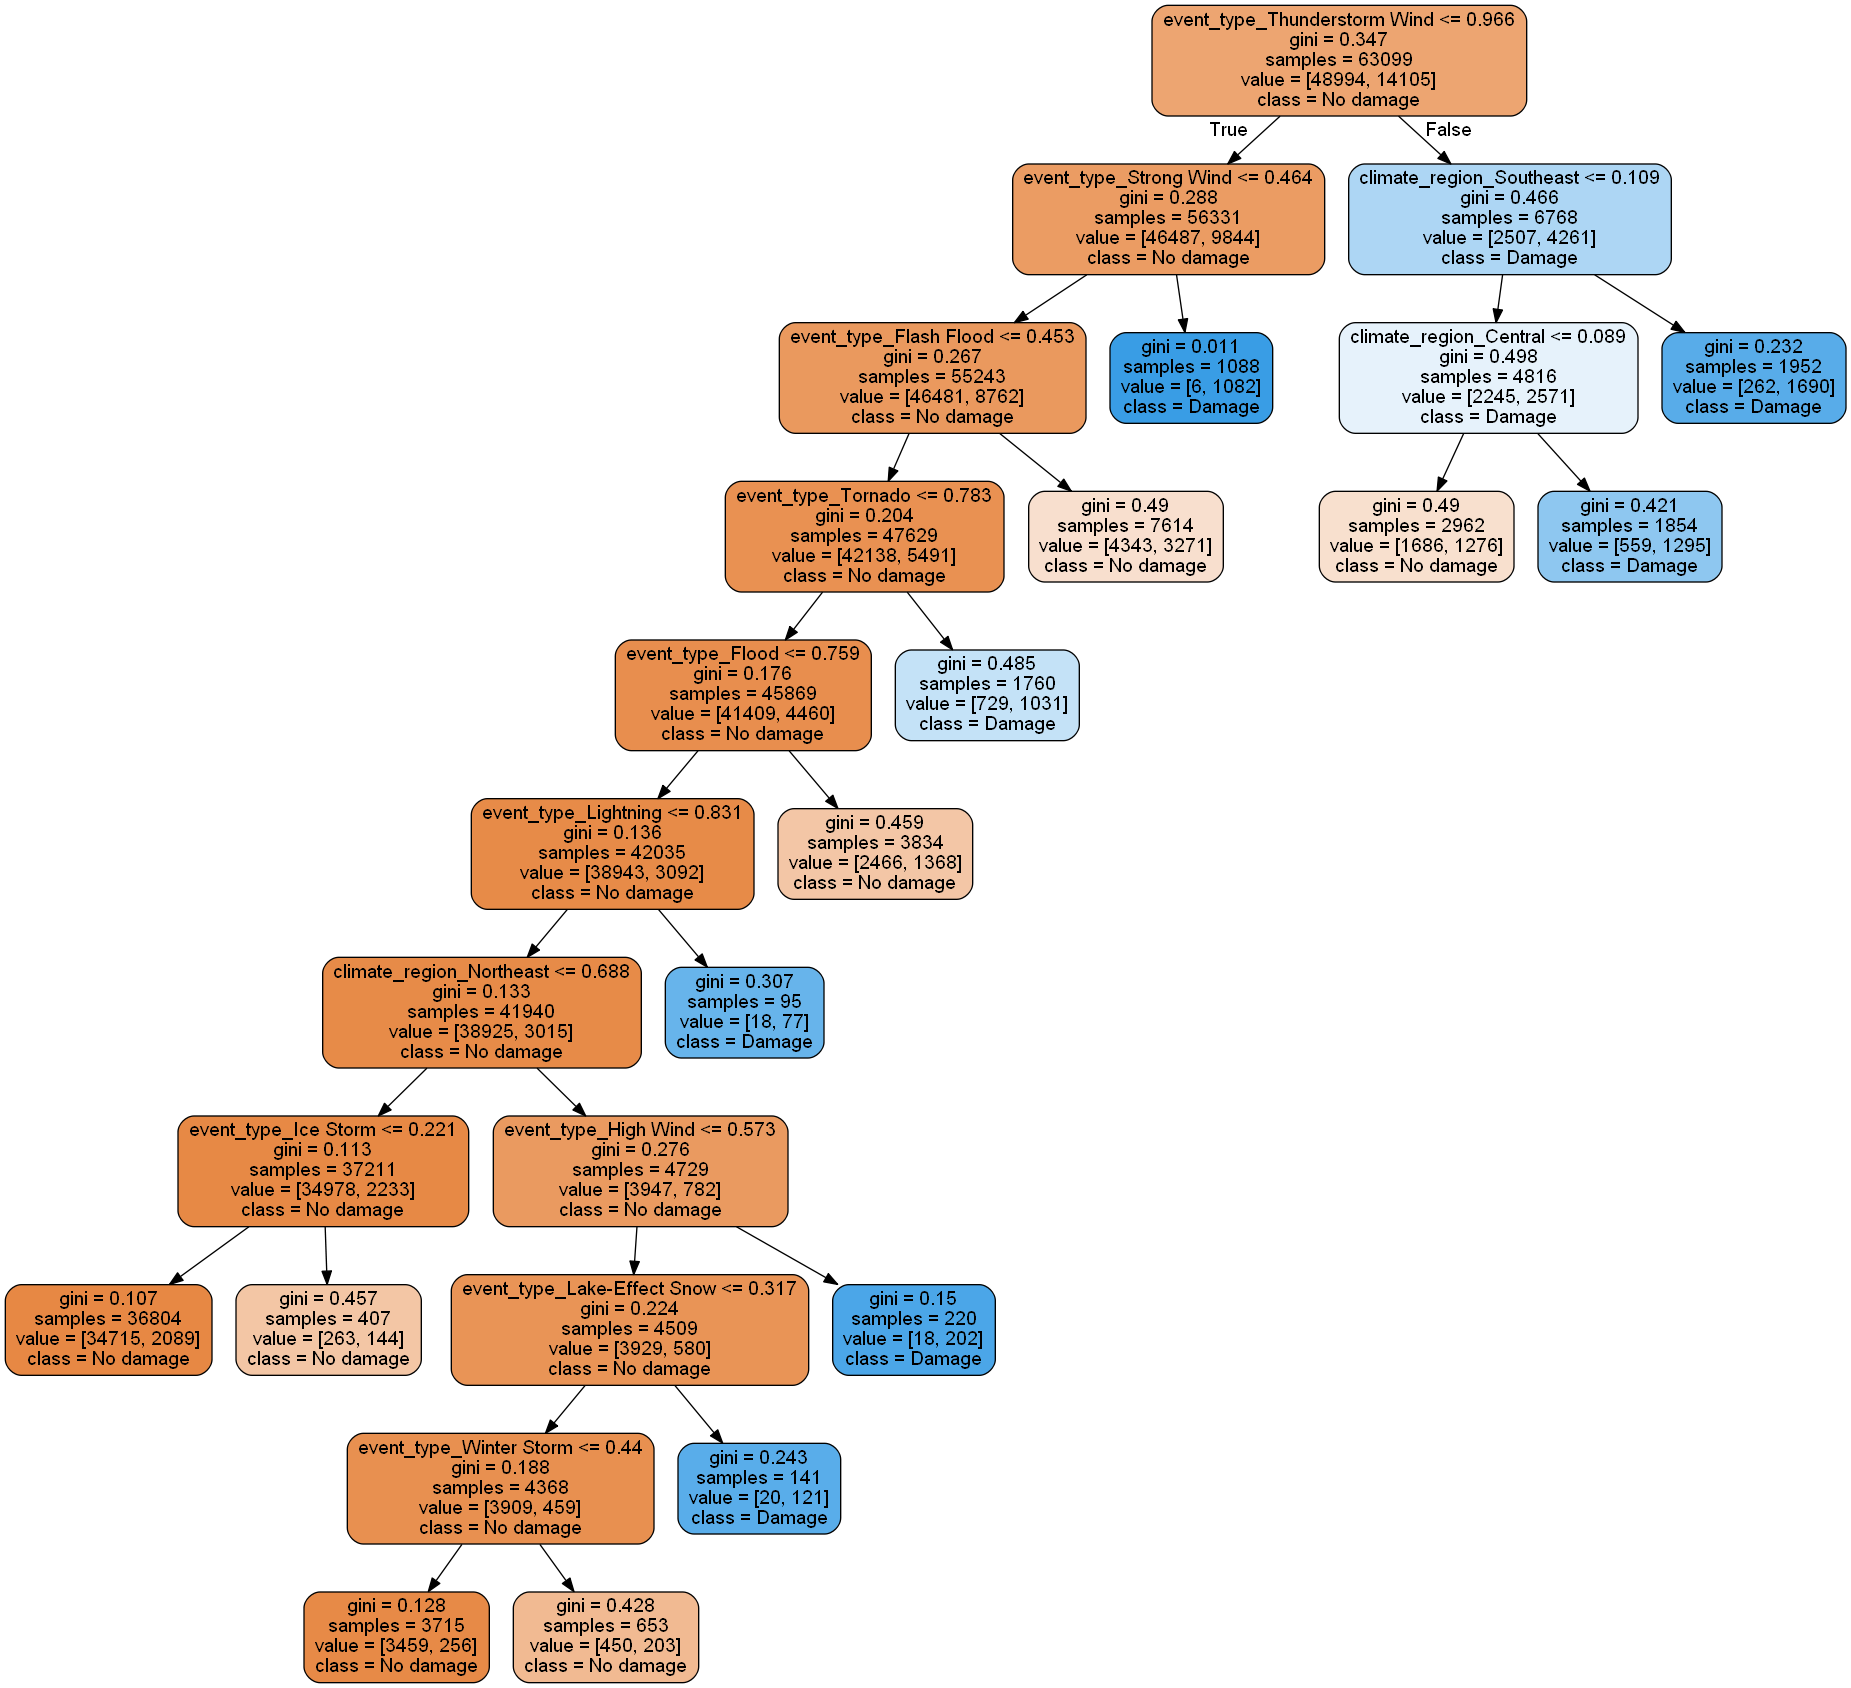 event_type_Thunderstorm Wind <= 0.966
gini = 0.347
samples = 63099
value = [48994, 14105]
class = No damage
True
False
event_type_Strong Wind <= 0.464
gini = 0.288
samples = 56331
value = [46487, 9844]
class = No damage
climate_region_Southeast <= 0.109
gini = 0.466
samples = 6768
value = [2507, 4261]
class = Damage
event_type_Flash Flood <= 0.453
gini = 0.267
samples = 55243
value = [46481, 8762]
class = No damage
gini = 0.011
samples = 1088
value = [6, 1082]
class = Damage
climate_region_Central <= 0.089
gini = 0.498
samples = 4816
value = [2245, 2571]
class = Damage
gini = 0.232
samples = 1952
value = [262, 1690]
class = Damage
event_type_Tornado <= 0.783
gini = 0.204
samples = 47629
value = [42138, 5491]
class = No damage
gini = 0.49
samples = 7614
value = [4343, 3271]
class = No damage
gini = 0.49
samples = 2962
value = [1686, 1276]
class = No damage
gini = 0.421
samples = 1854
value = [559, 1295]
class = Damage
event_type_Flood <= 0.759
gini = 0.176
samples = 45869
value = [41409, 4460]
class = No damage
gini = 0.485
samples = 1760
value = [729, 1031]
class = Damage
event_type_Lightning <= 0.831
gini = 0.136
samples = 42035
value = [38943, 3092]
class = No damage
gini = 0.459
samples = 3834
value = [2466, 1368]
class = No damage
climate_region_Northeast <= 0.688
gini = 0.133
samples = 41940
value = [38925, 3015]
class = No damage
gini = 0.307
samples = 95
value = [18, 77]
class = Damage
event_type_Ice Storm <= 0.221
gini = 0.113
samples = 37211
value = [34978, 2233]
class = No damage
event_type_High Wind <= 0.573
gini = 0.276
samples = 4729
value = [3947, 782]
class = No damage
gini = 0.107
samples = 36804
value = [34715, 2089]
class = No damage
gini = 0.457
samples = 407
value = [263, 144]
class = No damage
event_type_Lake-Effect Snow <= 0.317
gini = 0.224
samples = 4509
value = [3929, 580]
class = No damage
gini = 0.15
samples = 220
value = [18, 202]
class = Damage
event_type_Winter Storm <= 0.44
gini = 0.188
samples = 4368
value = [3909, 459]
class = No damage
gini = 0.243
samples = 141
value = [20, 121]
class = Damage
gini = 0.128
samples = 3715
value = [3459, 256]
class = No damage
gini = 0.428
samples = 653
value = [450, 203]
class = No damage